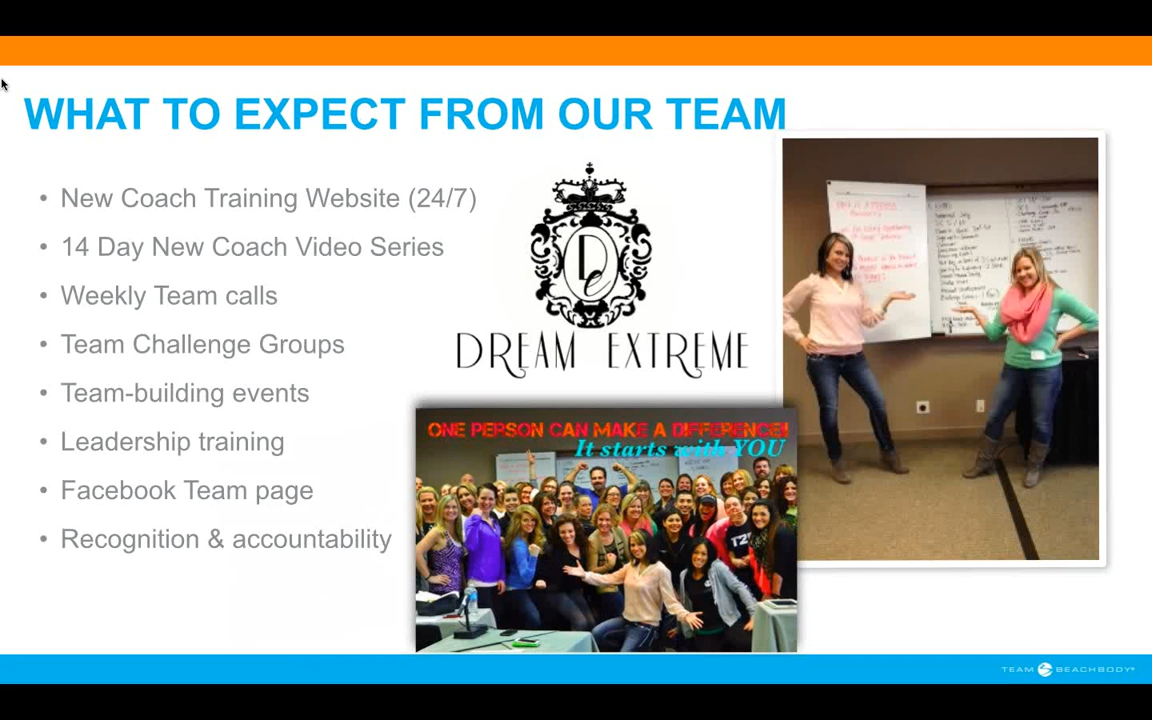 WHAT TO EXPECT FROM OUR TEAM
• New Coach Training Website (24/7)
• 14 Day New Coach Video Series
• Weekly Team calls
• Team Challenge Groups
• Team-building events
• Leadership training
• Facebook Team page
• Recognition & accountability
D e
DREAM EXTREME
ONE PERSON CAN MAKE A DIFFERENCE!
It starts with YOU
TEAM BEACHBODY®